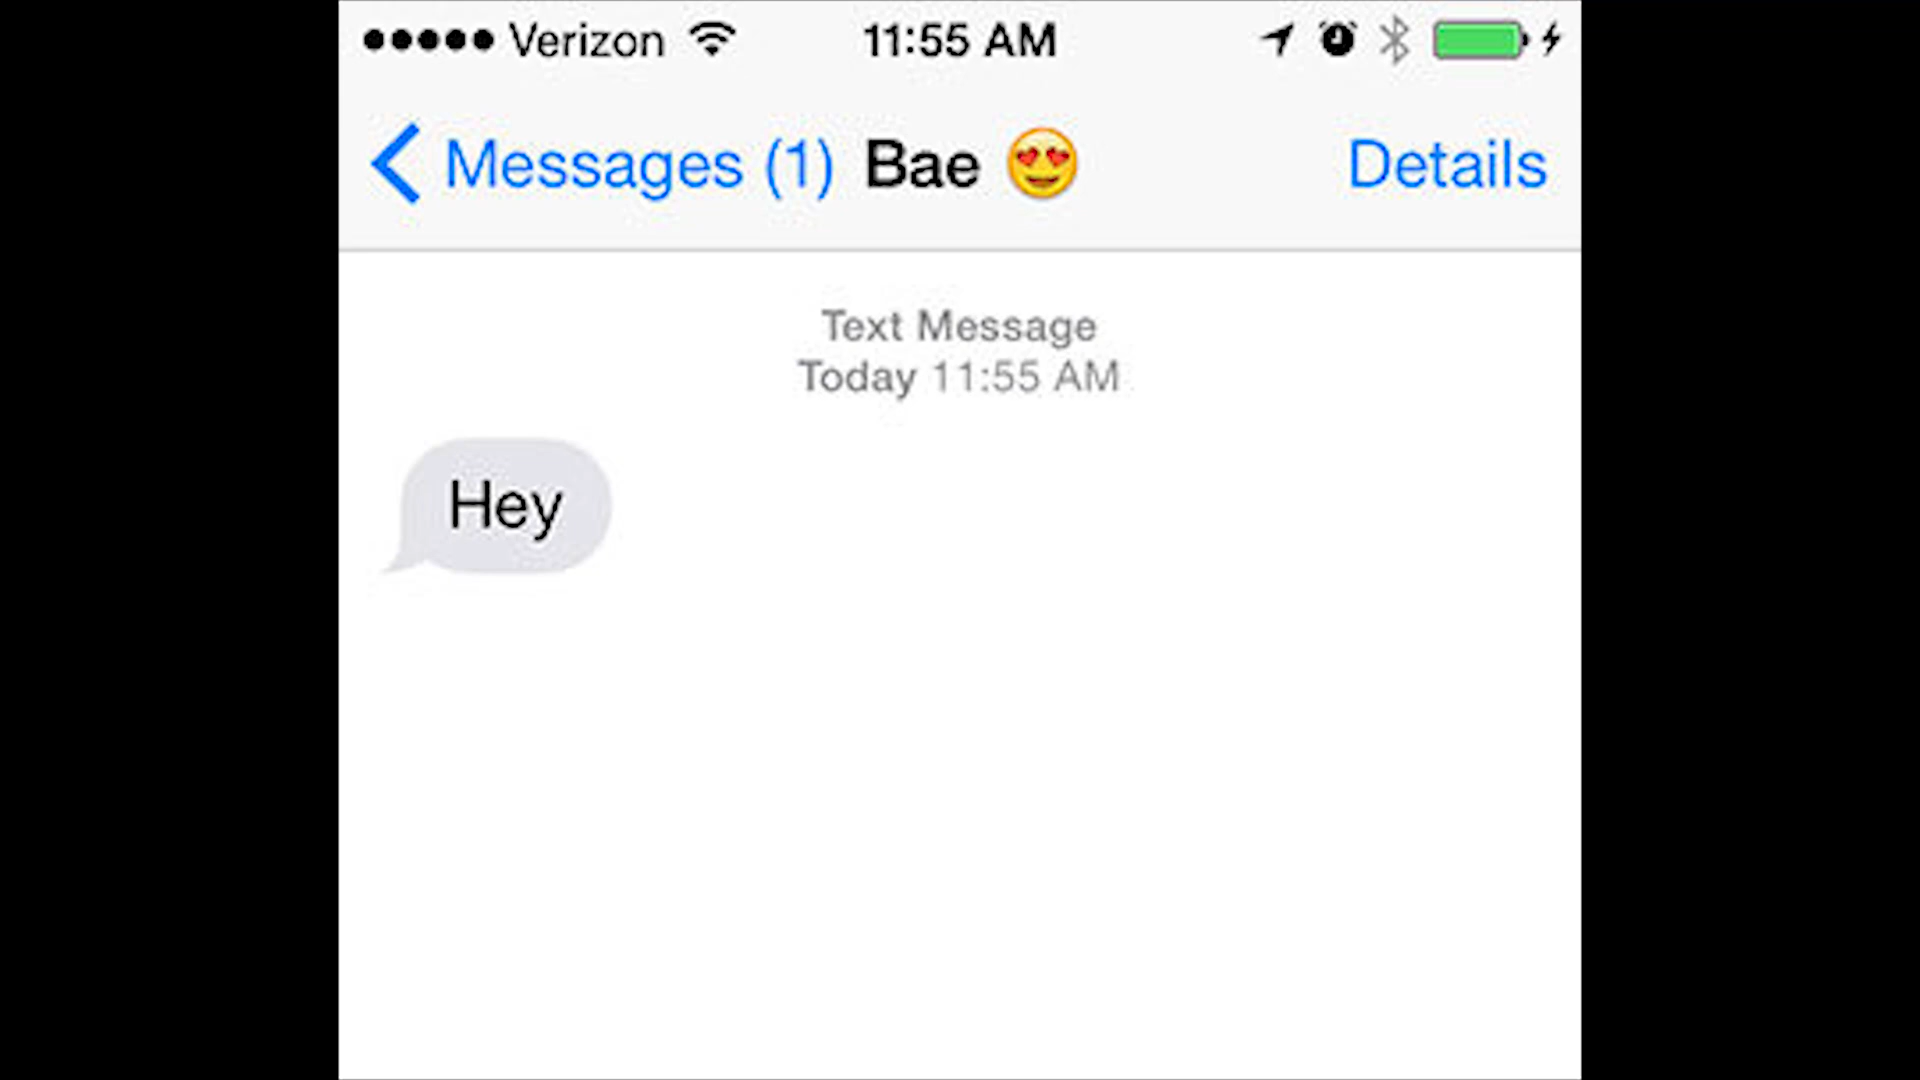 Verizon 11:55 AM
Messages (1) Bae 😍 Details
Text Message
Today 11:55 AM
Hey